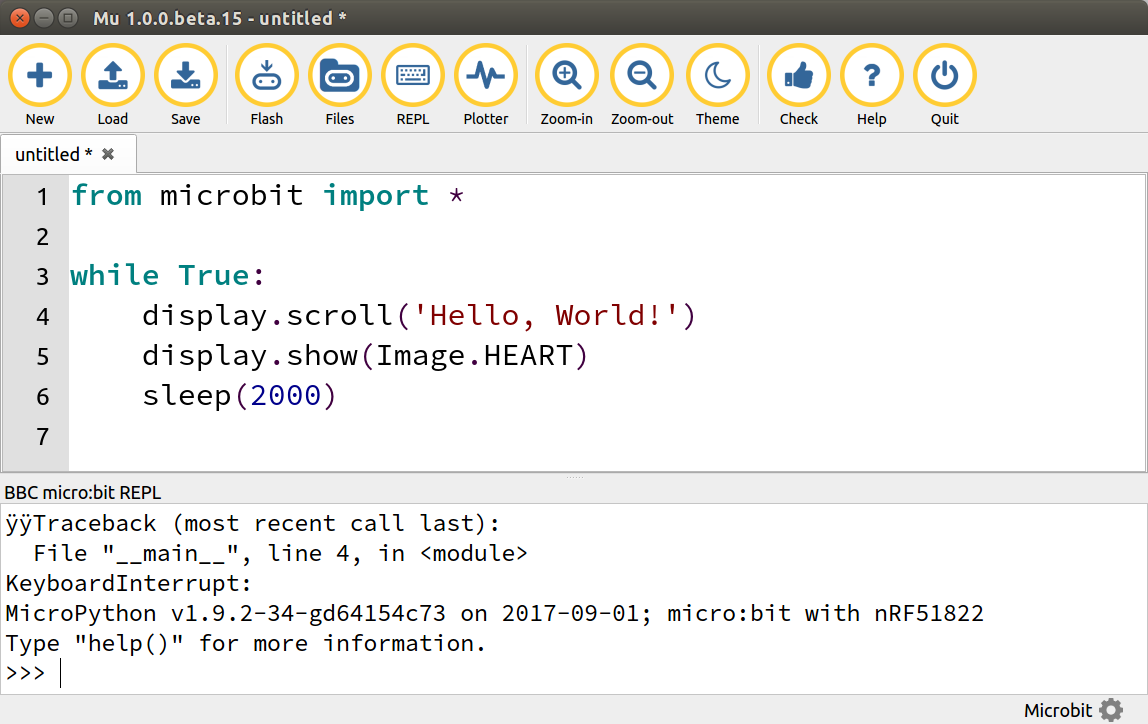 Mu 1.0.0.beta.15 - untitled *
New Load Save Flash Files REPL Plotter Zoom-in Zoom-out Theme Check Help Quit
untitled *
1 from microbit import *
2
3 while True:
4     display.scroll('Hello, World!')
5     display.show(Image.HEART)
6     sleep(2000)
7
BBC micro:bit REPL
ÿÿTraceback (most recent call last):
  File "__main__", line 4, in <module>
KeyboardInterrupt:
MicroPython v1.9.2-34-gd64154c73 on 2017-09-01; micro:bit with nRF51822
Type "help()" for more information.
>>>
Microbit